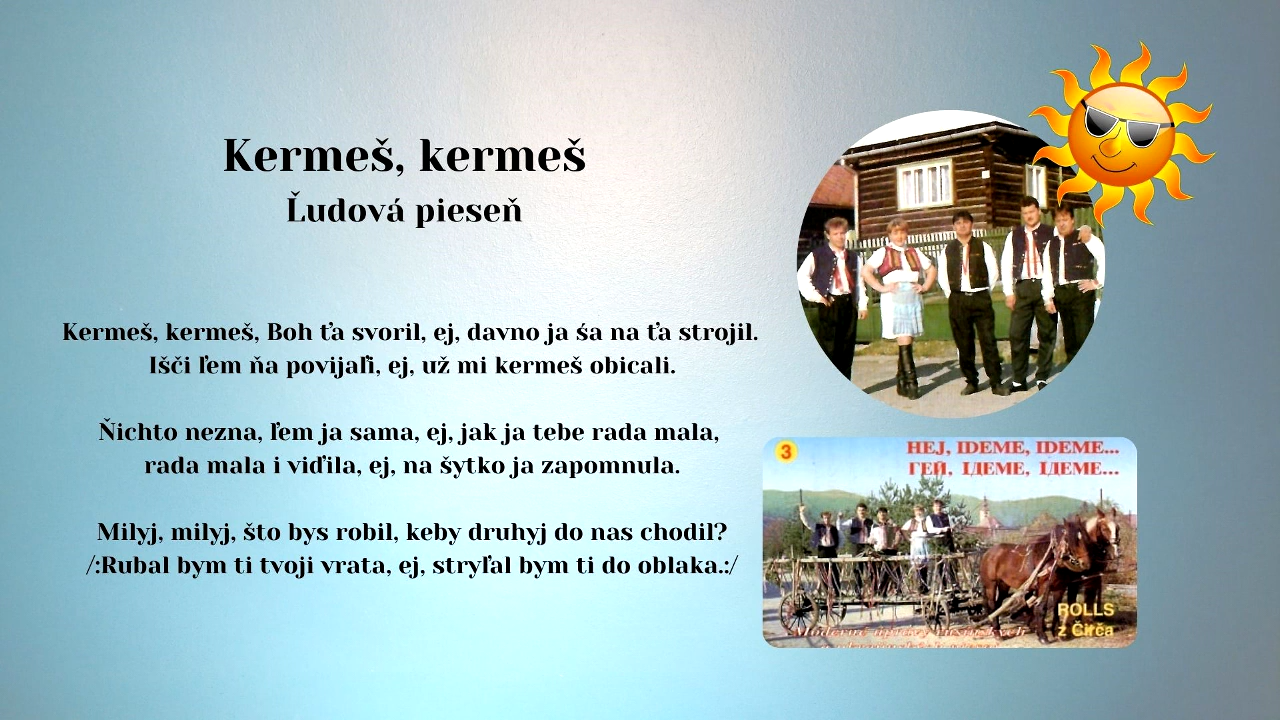 Kermeš, kermeš
Ľudová pieseň
Kermeš, kermeš, Boh ťa svoril, ej, davno ja śa na ťa strojil.
Išči ľem ňa povijaľi, ej, už mi kermeš obicali.
Ňichto nezna, ľem ja sama, ej, jak ja tebe rada mala,
rada mala i viďila, ej, na šytko ja zapomnula.
Milyj, milyj, što bys robil, keby druhyj do nas chodil?
/:Rubal bym ti tvoji vrata, ej, stryľal bym ti do oblaka.:/
3
HEJ, IDEME, IDEME...
ГЕЙ, ІДЕМЕ, ІДЕМЕ...
ROLLS
z Čirča